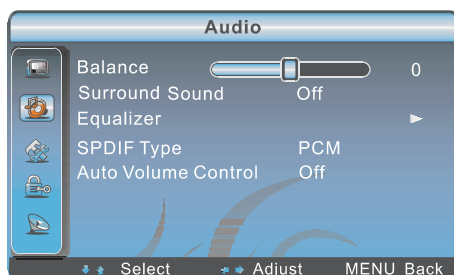 Audio
Balance 0
Surround Sound Off
Equalizer
SPDIF Type PCM
Auto Volume Control Off
Select Adjust MENU Back